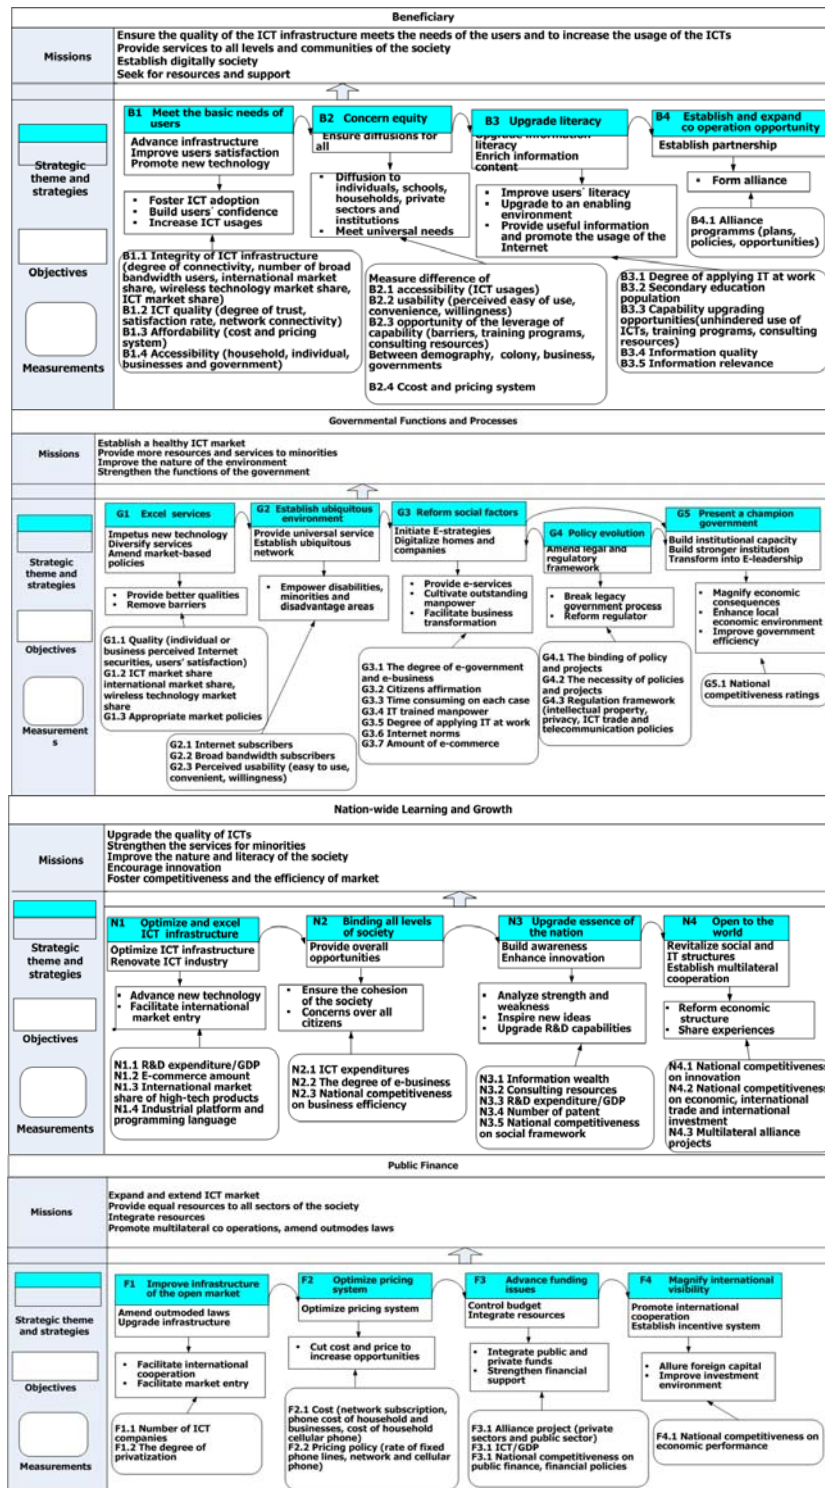 Beneficiary
Missions
Ensure the quality of the ICT infrastructure meets the needs of the users and to increase the usage of the ICTs
Provide services to all levels and communities of the society
Establish digitally society
Seek for resources and support
Strategic
theme and
strategies
Objectives
Measurements
B1 Meet the basic needs of
users
Advance infrastructure
Improve users satisfaction
Promote new technology
▪ Foster ICT adoption
▪ Build users´ confidence
▪ Increase ICT usages
B1.1 Integrity of ICT infrastructure
(degree of connectivity, number of broad
bandwidth users, international market
share, wireless technology market share,
ICT market share)
B1.2 ICT quality (degree of trust,
satisfaction rate, network connectivity)
B1.3 Affordability (cost and pricing
system)
B1.4 Accessibility (household, individual,
businesses and government)
B2 Concern equity
Ensure diffusions for
all
▪ Diffusion to
individuals, schools,
households, private
sectors and
institutions
▪ Meet universal needs
Measure difference of
B2.1 accessibility (ICT usages)
B2.2 usability (perceived easy of use,
convenience, willingness)
B2.3 opportunity of the leverage of
capability (barriers, training programs,
consulting resources)
Between demography, colony, business,
governments
B2.4 Ccost and pricing system
B3 Upgrade literacy
Upgrade information
literacy
Enrich information
content
▪ Improve users´ literacy
▪ Upgrade to an enabling
environment
▪ Provide useful information
and promote the usage of the
Internet
B3.1 Degree of applying IT at work
B3.2 Secondary education
population
B3.3 Capability upgrading
opportunities(unhindered use of
ICTs, training programs, consulting
resources)
B3.4 Information quality
B3.5 Information relevance
B4 Establish and expand
co operation opportunity
Establish partnership
▪ Form alliance
B4.1 Alliance
programms (plans,
policies, opportunities)
Governmental Functions and Processes
Missions
Establish a healthy ICT market
Provide more resources and services to minorities
Improve the nature of the environment
Strengthen the functions of the government
Strategic
theme and
strategies
Objectives
Measurement
s
G1 Excel services
Impetus new technology
Diversify services
Amend market-based
policies
▪ Provide better qualities
▪ Remove barriers
G1.1 Quality (individual or
business perceived Internet
securities, users´ satisfaction)
G1.2 ICT market share
international market share,
wireless technology market
share
G1.3 Appropriate market policies
G2 Establish ubiquitous
environment
Provide universal service
Establish ubiquitous
network
▪ Empower disabilities,
minorities and
disadvantage areas
G2.1 Internet subscribers
G2.2 Broad bandwidth subscribers
G2.3 Perceived usability (easy to use,
convenient, willingness)
G3 Reform social factors
Initiate E-strategies
Digitalize homes and
companies
▪ Provide e-services
▪ Cultivate outstanding
manpower
▪ Facilitate business
transformation
G3.1 The degree of e-government
and e-business
G3.2 Citizens affirmation
G3.3 Time consuming on each case
G3.4 IT trained manpower
G3.5 Degree of applying IT at work
G3.6 Internet norms
G3.7 Amount of e-commerce
G4 Policy evolution
Amend legal and
regulatory
framework
▪ Break legacy
government process
▪ Reform regulator
G4.1 The binding of policy
and projects
G4.2 The necessity of policies
and projects
G4.3 Regulation framework
(intellectual property,
privacy, ICT trade and
telecommunication policies
G5 Present a champion
government
Build institutional capacity
Build stronger institution
Transform into E-leadership
▪ Magnify economic
consequences
▪ Enhance local
economic environment
▪ Improve government
efficiency
G5.1 National
competitiveness ratings
Nation-wide Learning and Growth
Missions
Upgrade the quality of ICTs
Strengthen the services for minorities
Improve the nature and literacy of the society
Encourage innovation
Foster competitiveness and the efficiency of market
Strategic
theme and
strategies
Objectives
Measurements
N1 Optimize and excel
ICT infrastructure
Optimize ICT infrastructure
Renovate ICT industry
▪ Advance new technology
▪ Facilitate international
market entry
N1.1 R&D expenditure/GDP
N1.2 E-commerce amount
N1.3 International market
share of high-tech products
N1.4 Industrial platform and
programming language
N2 Binding all levels
of society
Provide overall
opportunities
▪ Ensure the cohesion of the society
▪ Concerns over all
citizens
N2.1 ICT expenditures
N2.2 The degree of e-business
N2.3 National competitiveness
on business efficiency
N3 Upgrade essence of
the nation
Build awareness
Enhance innovation
▪ Analyze strength and
weakness
▪ Inspire new ideas
▪ Upgrade R&D capabilities
N3.1 Information wealth
N3.2 Consulting resources
N3.3 R&D expenditure/GDP
N3.4 Number of patent
N3.5 National competitiveness
on social framework
N4 Open to the
world
Revitalize social and
IT structures
Establish multilateral
cooperation
▪ Reform economic
structure
▪ Share experiences
N4.1 National competitiveness
on innovation
N4.2 National competitiveness
on economic, international
trade and international
investment
N4.3 Multilateral alliance
projects
Public Finance
Missions
Expand and extend ICT market
Provide equal resources to all sectors of the society
Integrate resources
Promote multilateral co operations, amend outmodes laws
Strategic theme
and strategies
Objectives
Measurements
F1 Improve infrastructure
of the open market
Amend outmoded laws
Upgrade infrastructure
▪ Facilitate international
cooperation
▪ Facilitate market entry
F1.1 Number of ICT
companies
F1.2 The degree of
privatization
F2 Optimize pricing
system
Optimize pricing system
▪ Cut cost and price to
increase opportunities
F2.1 Cost (network subscription,
phone cost of household and
businesses, cost of household
cellular phone)
F2.2 Pricing policy (rate of fixed
phone lines, network and cellular
phone)
F3 Advance funding
issues
Control budget
Integrate resources
▪ Integrate public and
private funds
▪ Strengthen financial
support
F3.1 Alliance project (private
sectors and public sector)
F3.1 ICT/GDP
F3.1 National competitiveness on
public finance, financial policies
F4 Magnify international
visibility
Promote international
cooperation
Establish incentive system
▪ Allure foreign capital
▪ Improve investment
environment
F4.1 National competitiveness on
economic performance